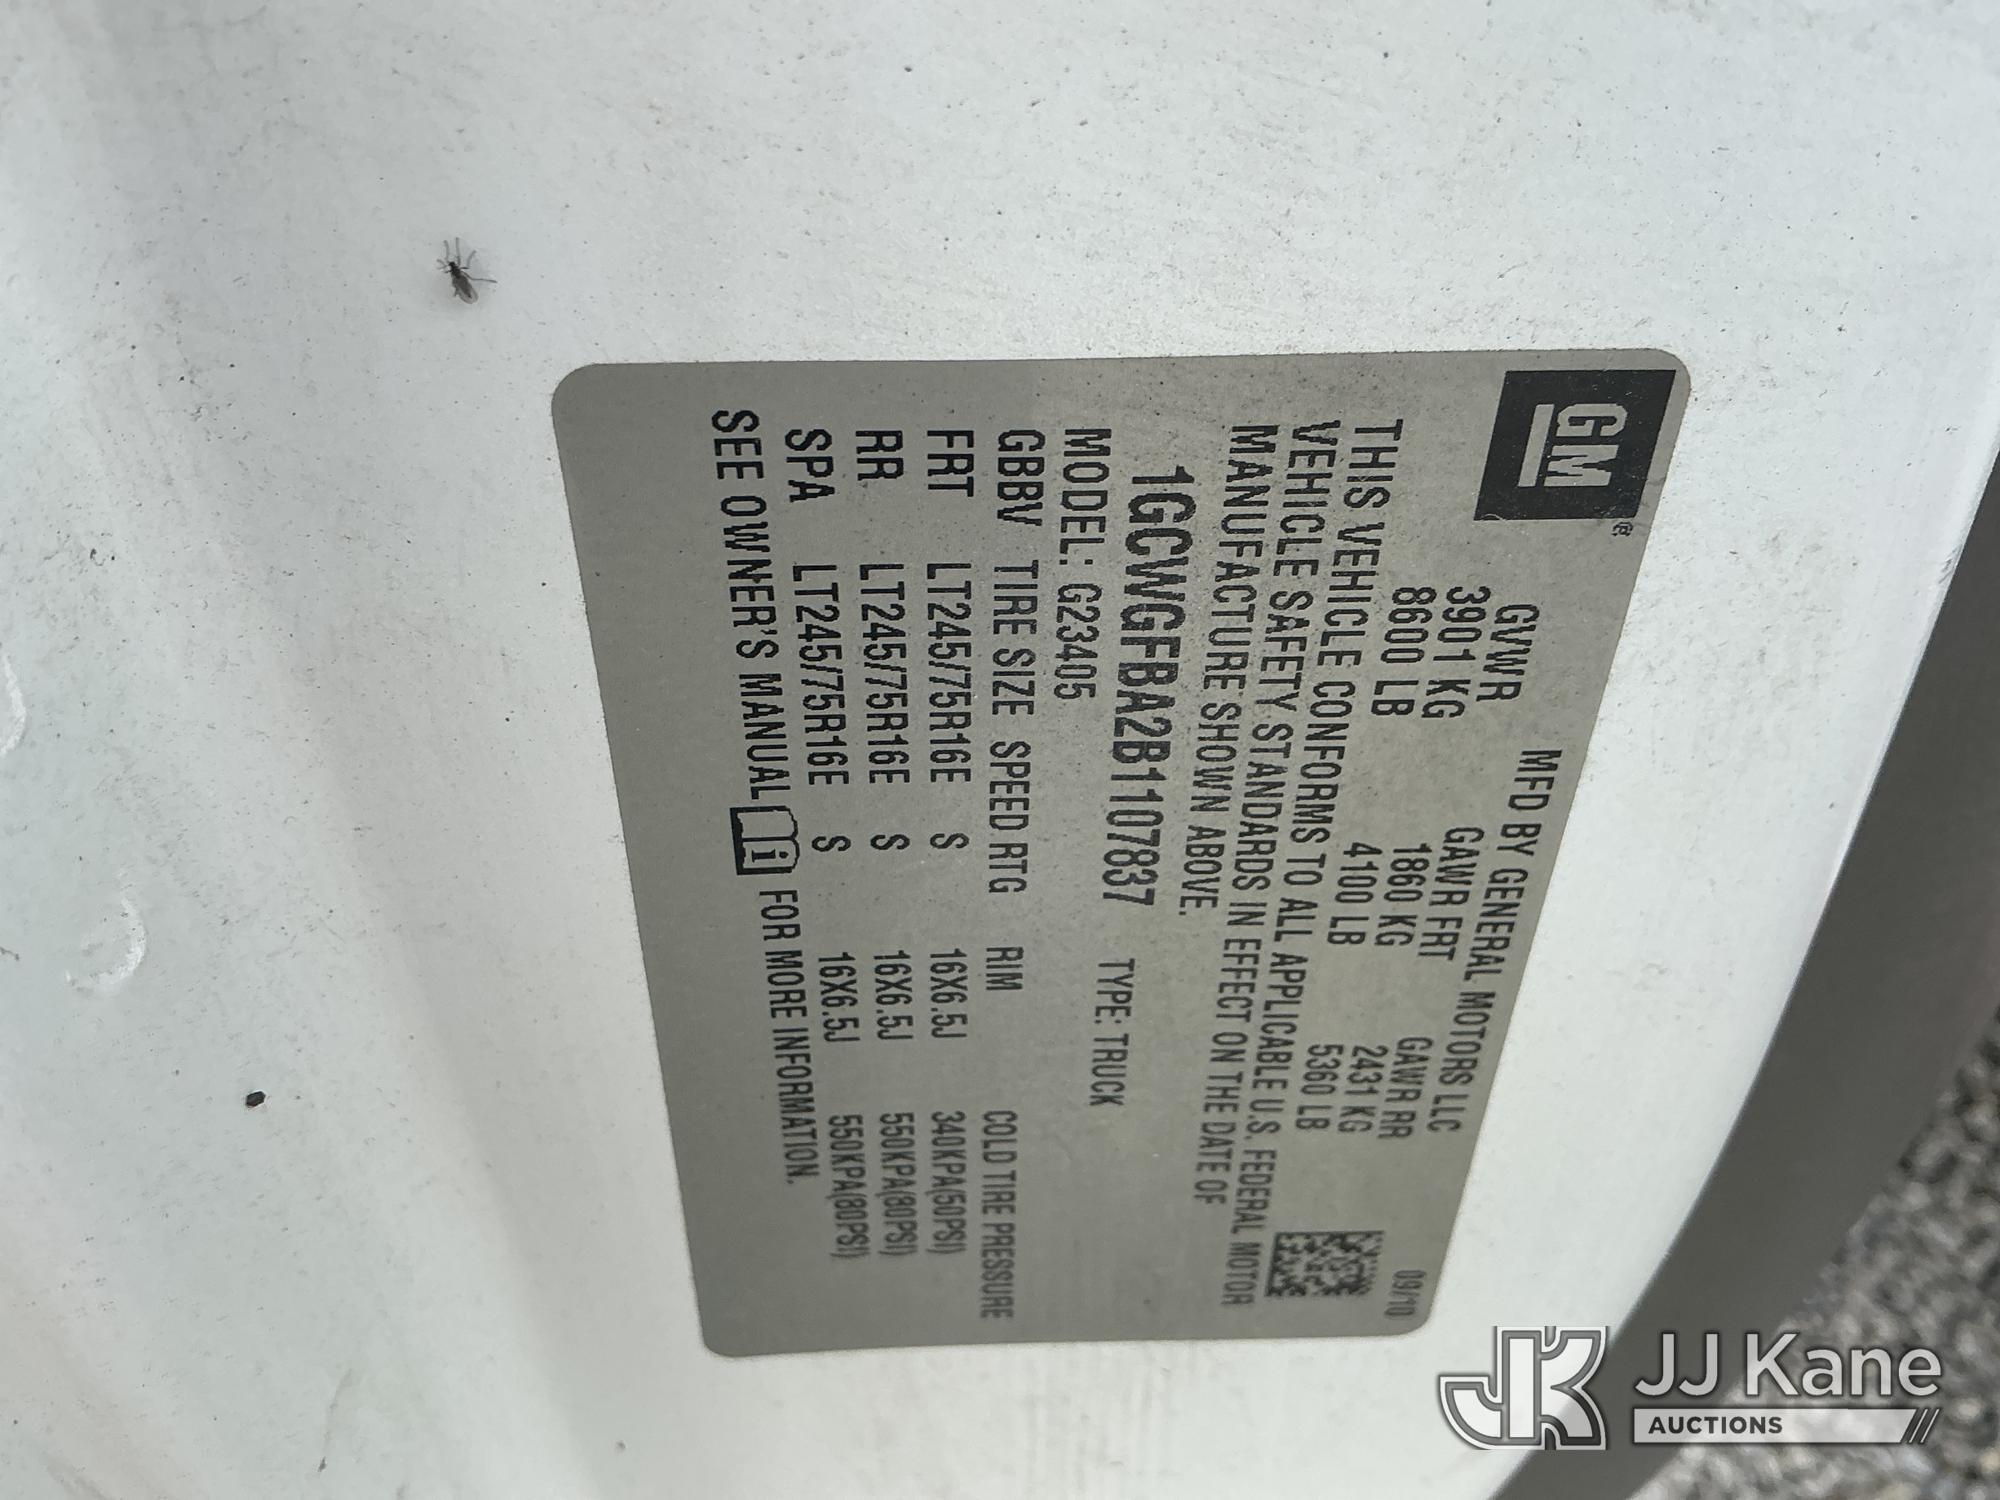 GM®
MFD BY GENERAL MOTORS LLC 09/10
GVWR GAWR FRT GAWR RR
3901 KG 1860 KG 2431 KG
8600 LB 4100 LB 5360 LB
THIS VEHICLE CONFORMS TO ALL APPLICABLE U.S. FEDERAL MOTOR
VEHICLE SAFETY STANDARDS IN EFFECT ON THE DATE OF
MANUFACTURE SHOWN ABOVE.
1GCWGFBA2B1107837 TYPE: TRUCK
MODEL: G23405
GBBV TIRE SIZE SPEED RTG RIM COLD TIRE PRESSURE
FRT LT245/75R16E S 16X6.5J 340KPA(50PSI)
RR LT245/75R16E S 16X6.5J 550KPA(80PSI)
SPA LT245/75R16E S 16X6.5J 550KPA(80PSI)
SEE OWNER'S MANUAL i FOR MORE INFORMATION.
JK JJ Kane
AUCTIONS